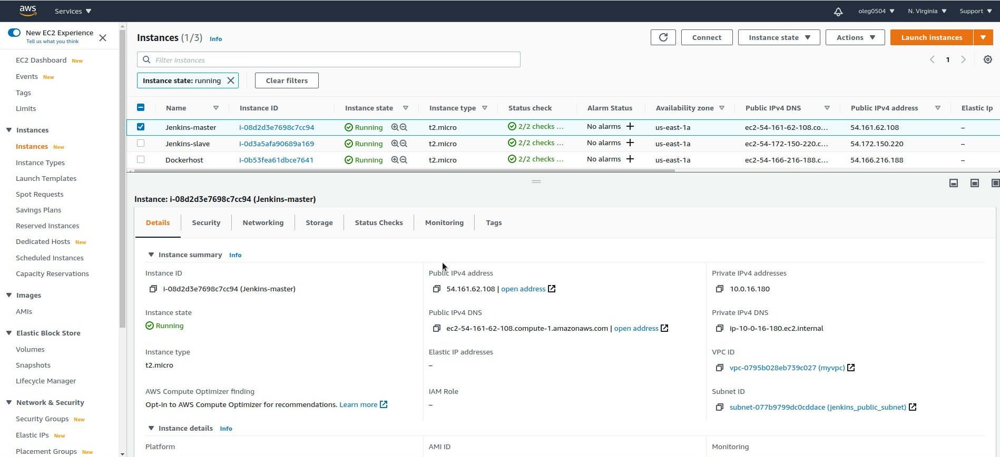 aws Services oleg0504 N. Virginia Support
New EC2 Experience
Tell us what you think
EC2 Dashboard New
Events New
Tags
Limits
Instances
Instances New
Instance Types
Launch Templates
Spot Requests
Savings Plans
Reserved Instances
Dedicated Hosts New
Scheduled Instances
Capacity Reservations
Images
AMIs
Elastic Block Store
Volumes
Snapshots
Lifecycle Manager
Network & Security
Security Groups New
Elastic IPs New
Placement Groups New
Instances (1/3) Info Connect Instance state Actions Launch instances
Filter instances 1
Instance state: running Clear filters
Name Instance ID Instance state Instance type Status check Alarm Status Availability zone Public IPv4 DNS Public IPv4 address Elastic Ip
Jenkins-master i-08d2d3e7698c7cc94 Running t2.micro 2/2 checks ... No alarms + us-east-1a ec2-54-161-62-108.co... 54.161.62.108 –
Jenkins-slave i-0d3a5afa90689a169 Running t2.micro 2/2 checks ... No alarms + us-east-1a ec2-54-172-150-220.c... 54.172.150.220 –
Dockerhost i-0b53fea61dbce7641 Running t2.micro 2/2 checks ... No alarms + us-east-1a ec2-54-166-216-188.c... 54.166.216.188 –
Instance: i-08d2d3e7698c7cc94 (Jenkins-master)
Details Security Networking Storage Status Checks Monitoring Tags
Instance summary Info
Instance ID Public IPv4 address Private IPv4 addresses
i-08d2d3e7698c7cc94 (Jenkins-master) 54.161.62.108 | open address 10.0.16.180
Instance state Public IPv4 DNS Private IPv4 DNS
Running ec2-54-161-62-108.compute-1.amazonaws.com | open address ip-10-0-16-180.ec2.internal
Instance type Elastic IP addresses VPC ID
t2.micro – vpc-0795b028eb739c027 (myvpc)
AWS Compute Optimizer finding IAM Role Subnet ID
Opt-in to AWS Compute Optimizer for recommendations. Learn more – subnet-077b9799dc0cddace (jenkins_public_subnet)
Instance details Info
Platform AMI ID Monitoring